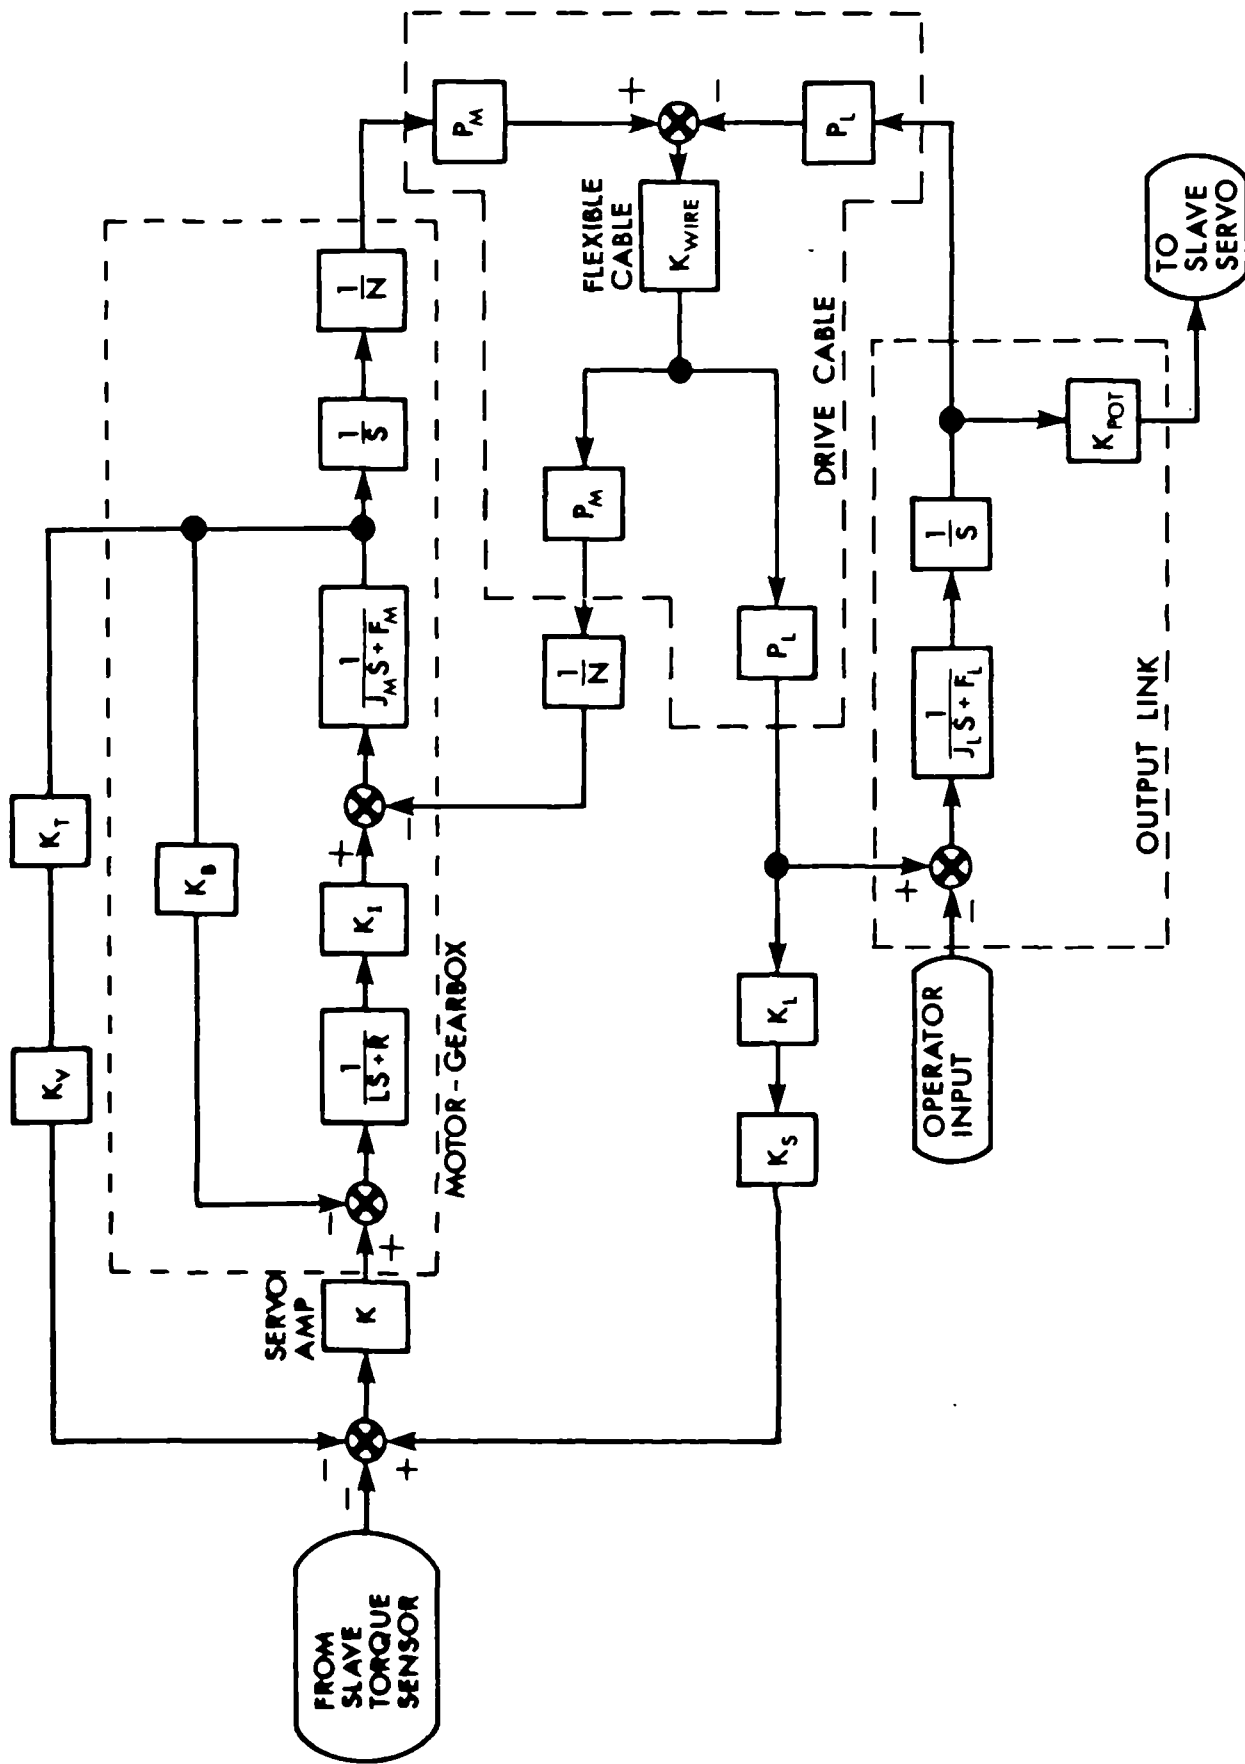 FROM
SLAVE
TORQUE
SENSOR
-
-
+
SERVO
AMP
K
+
-
1
LS+R
K_I
+
-
1
J_M S+F_M
1
S
1
N
K_V
K_T
K_B
MOTOR-GEARBOX
P_M
+
-
P_L
FLEXIBLE
CABLE
K_WIRE
P_M
1
N
P_L
DRIVE CABLE
K_L
K_S
OPERATOR
INPUT
-
+
1
J_L S+F_L
1
S
K_POT
OUTPUT LINK
TO
SLAVE
SERVO